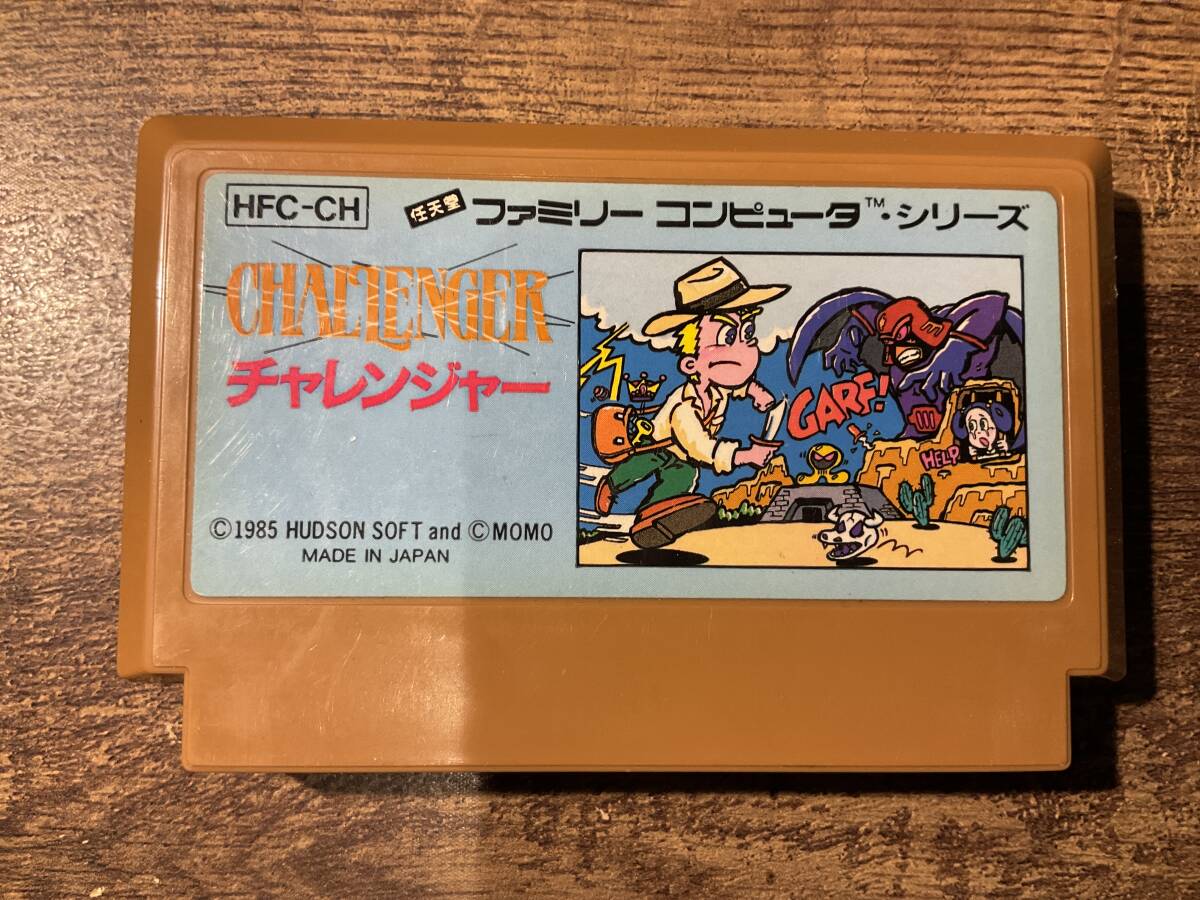 HFC-CH
任天堂 ファミリー コンピュータ™・シリーズ
CHALLENGER
チャレンジャー
GARF!
HELP
©1985 HUDSON SOFT and ©MOMO
MADE IN JAPAN